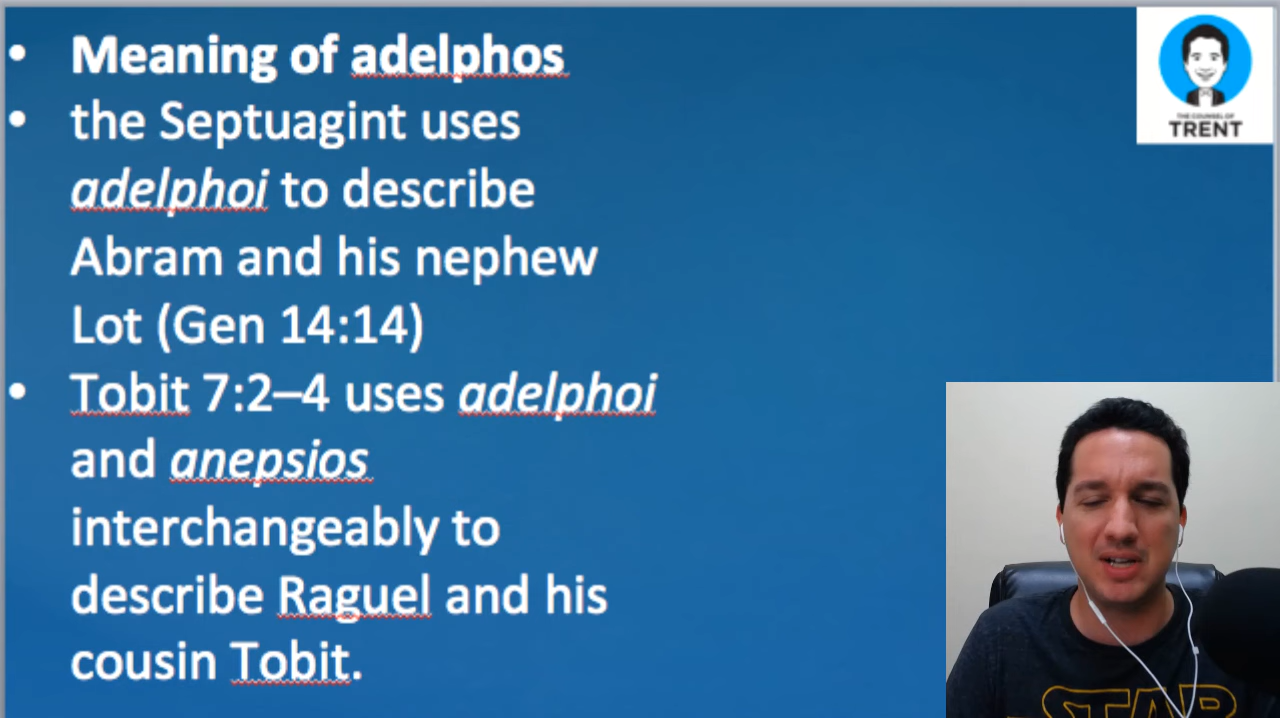 • Meaning of adelphos
• the Septuagint uses
adelphoi to describe
Abram and his nephew
Lot (Gen 14:14)
• Tobit 7:2–4 uses adelphoi
and anepsios
interchangeably to
describe Raguel and his
cousin Tobit.
THE COUNSEL OF
TRENT
STAR